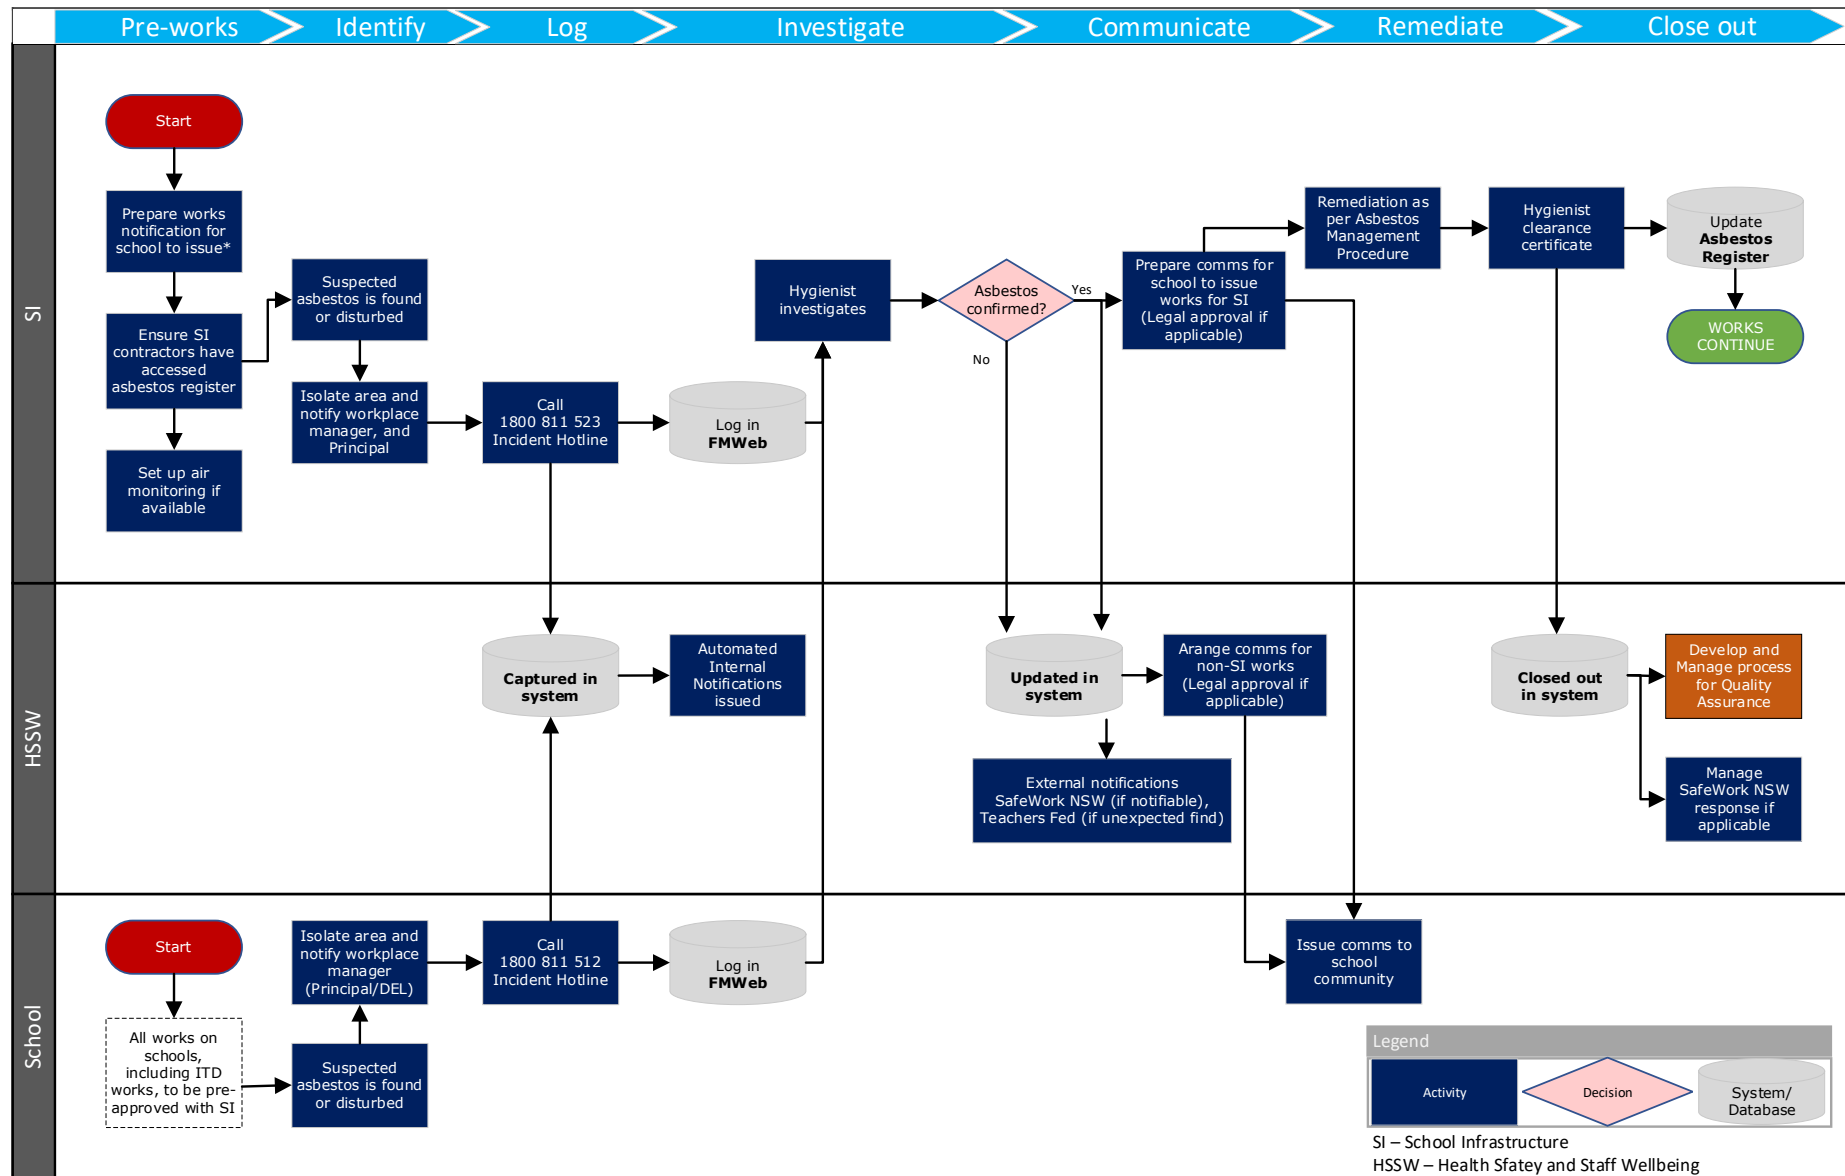 Pre-works
Identify
Log
Investigate
Communicate
Remediate
Close out
SI
Start
Prepare works
notification for
school to issue*
Ensure SI
contractors have
accessed
asbestos register
Set up air
monitoring if
available
Suspected
asbestos is found
or disturbed
Isolate area and
notify workplace
manager, and
Principal
Call
1800 811 523
Incident Hotline
Log in
FMWeb
Hygienist
investigates
Asbestos
confirmed?
Yes
No
Prepare comms for
school to issue
works for SI
(Legal approval if
applicable)
Remediation as
per Asbestos
Management
Procedure
Hygienist
clearance
certificate
Update
Asbestos
Register
WORKS
CONTINUE
HSSW
Captured in
system
Automated
Internal
Notifications
issued
Updated in
system
Arange comms for
non-SI works
(Legal approval if
applicable)
External notifications
SafeWork NSW (if notifiable),
Teachers Fed (if unexpected find)
Closed out
in system
Develop and
Manage process
for Quality
Assurance
Manage
SafeWork NSW
response if
applicable
School
Start
All works on
schools,
including ITD
works, to be pre-
approved with SI
Suspected
asbestos is found
or disturbed
Isolate area and
notify workplace
manager
(Principal/DEL)
Call
1800 811 512
Incident Hotline
Log in
FMWeb
Issue comms to
school
community
Legend
Activity
Decision
System/
Database
SI – School Infrastructure
HSSW – Health Sfatey and Staff Wellbeing